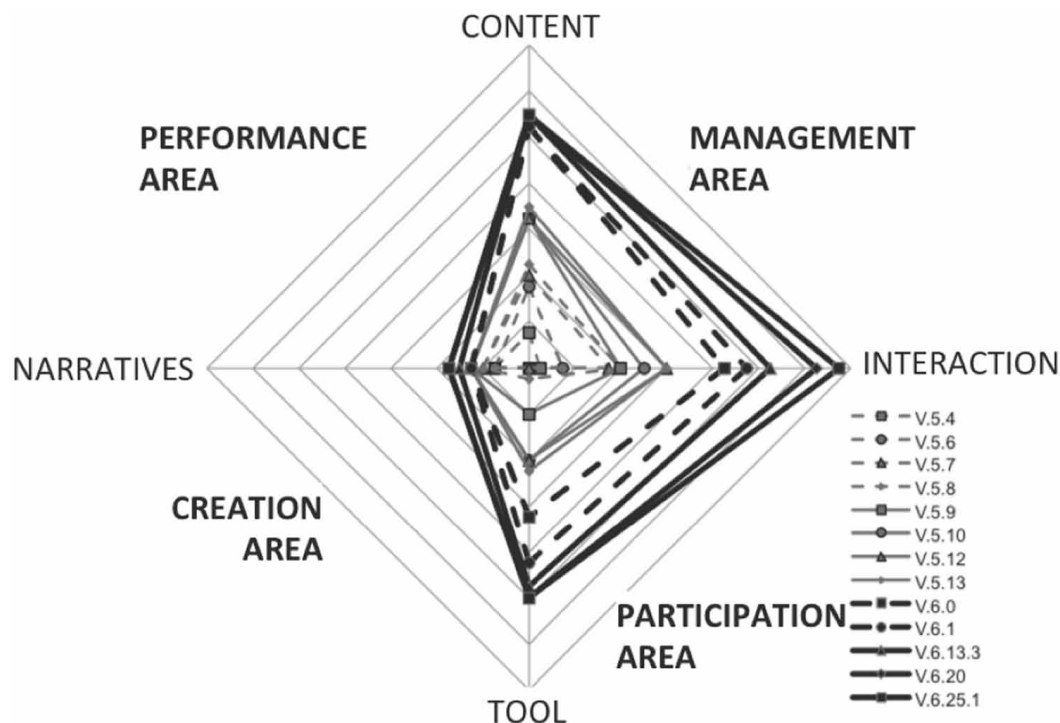 CONTENT
PERFORMANCE
AREA
MANAGEMENT
AREA
NARRATIVES
INTERACTION
CREATION
AREA
PARTICIPATION
AREA
TOOL
V.5.4
V.5.6
V.5.7
V.5.8
V.5.9
V.5.10
V.5.12
V.5.13
V.6.0
V.6.1
V.6.13.3
V.6.20
V.6.25.1